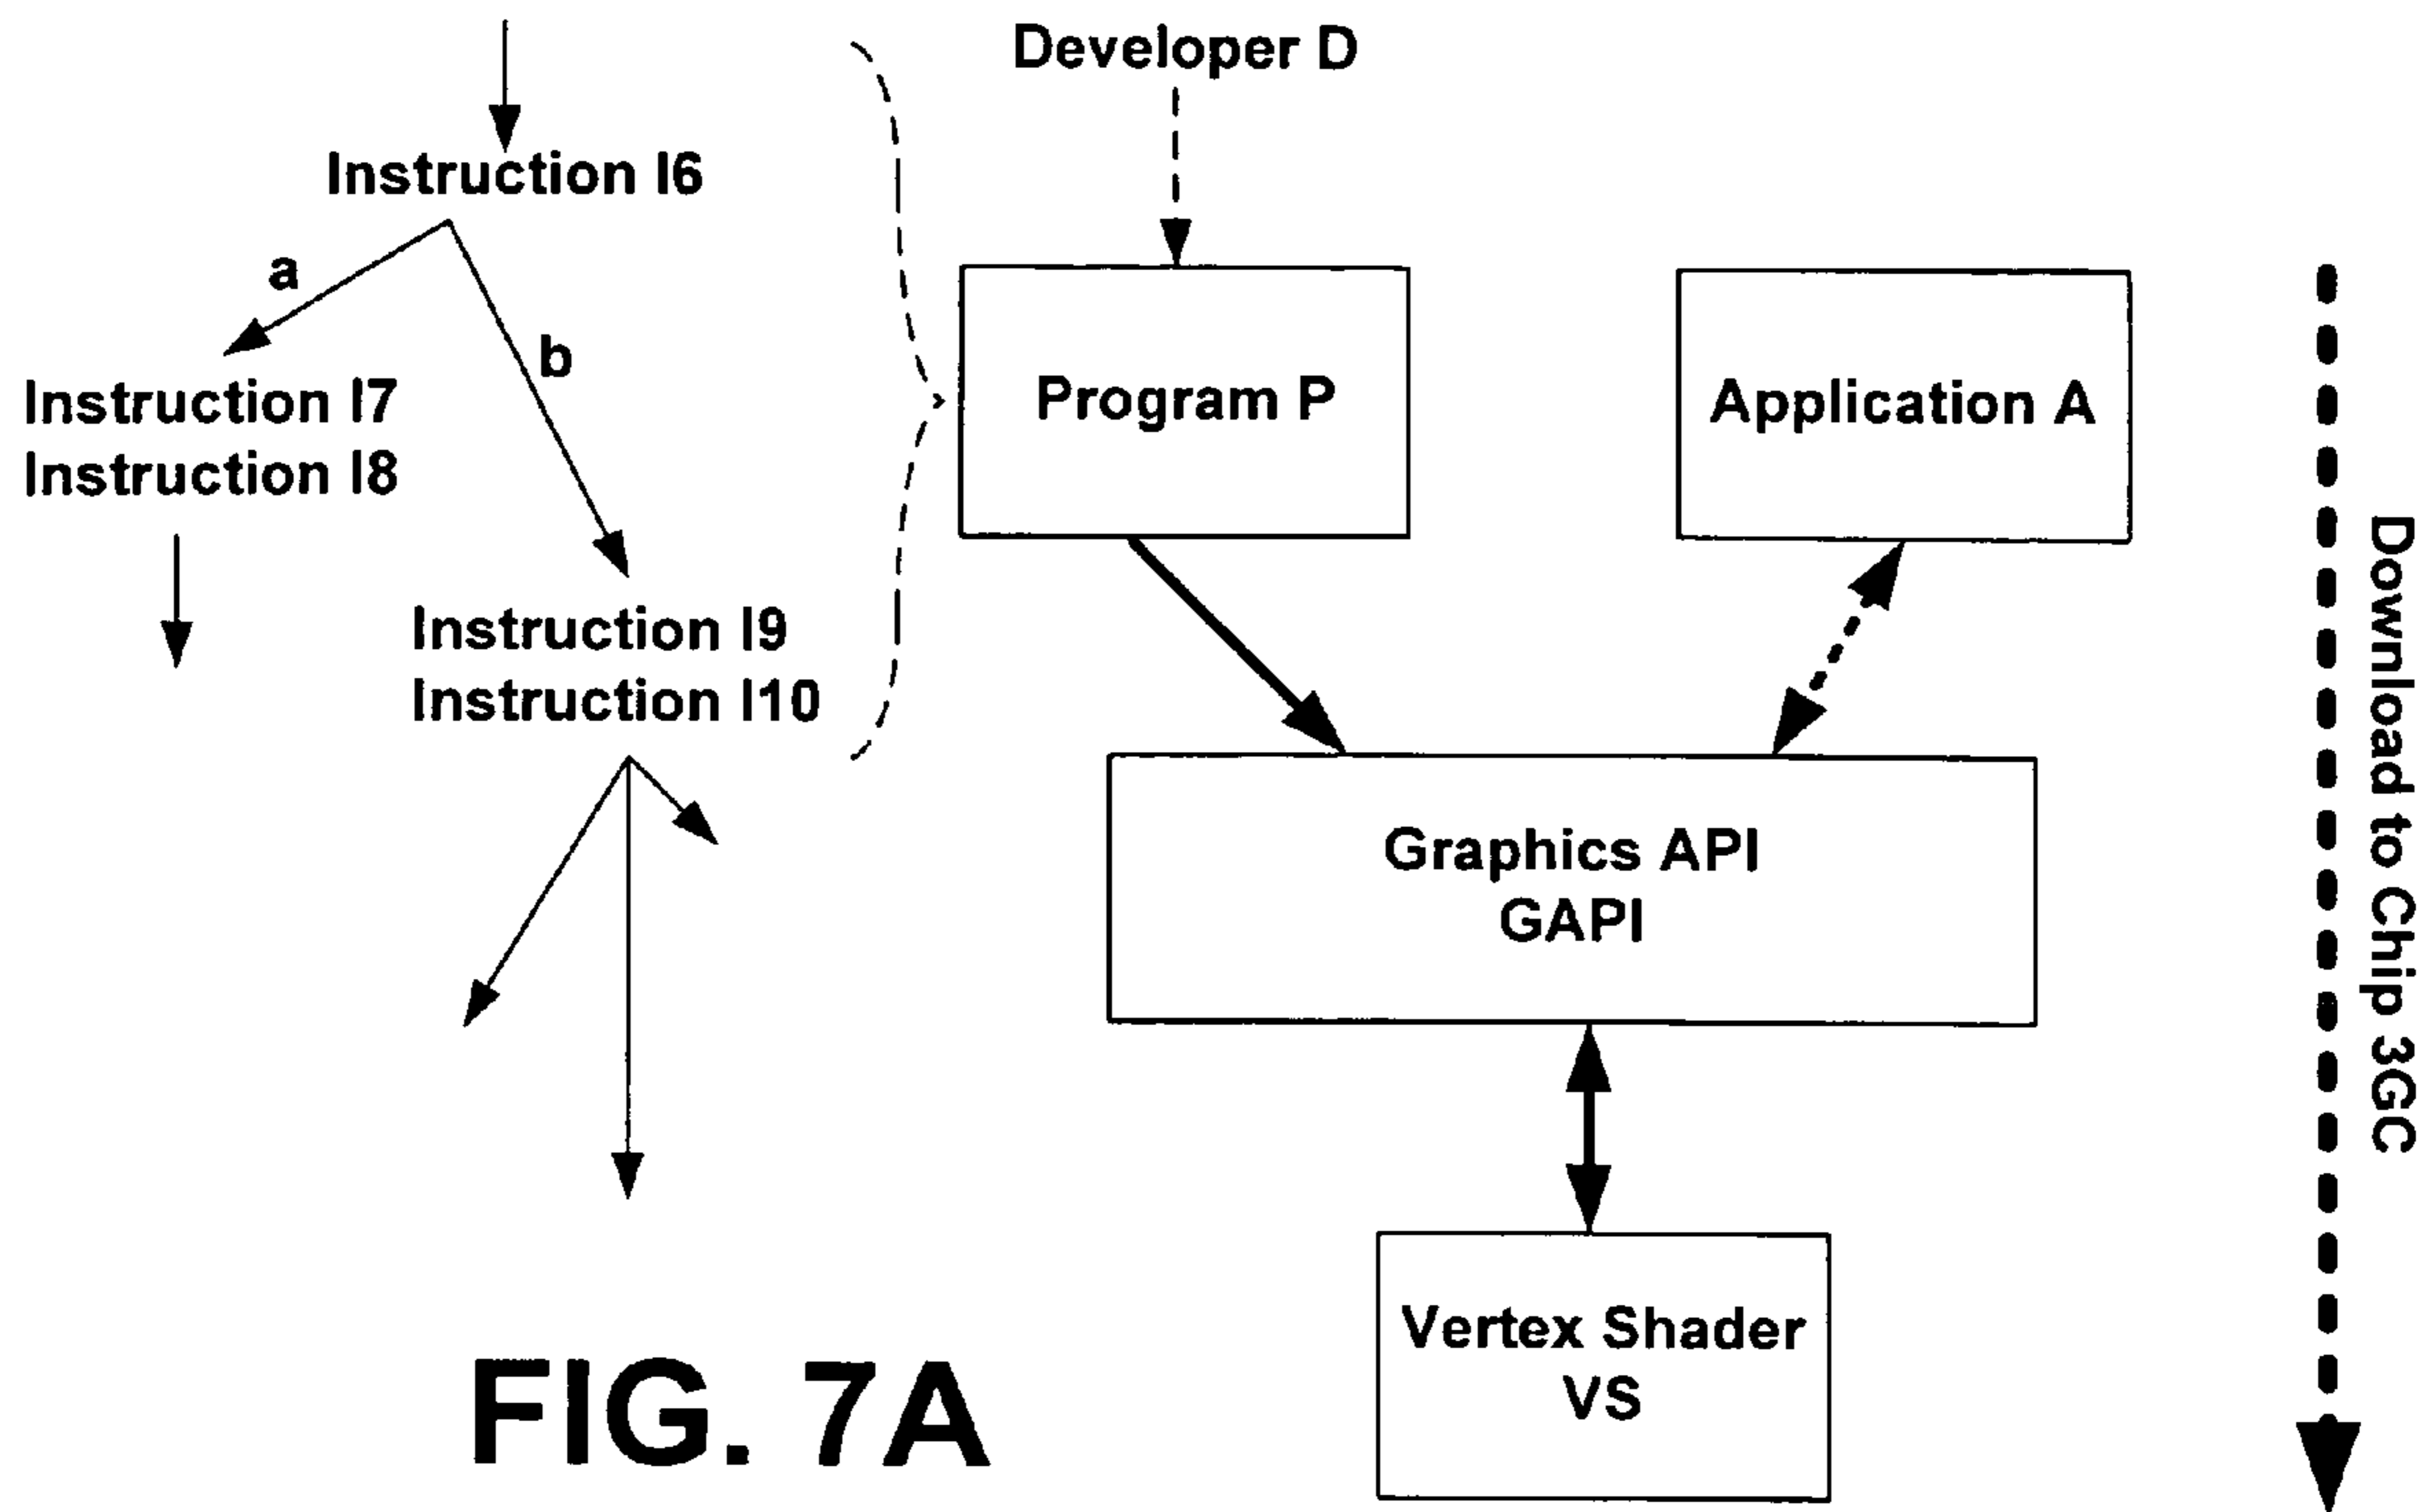 Developer D
Instruction I6
a
b
Instruction I7
Instruction I8
Instruction I9
Instruction I10
Program P
Application A
Graphics API
GAPI
Vertex Shader
VS
Download to Chip 3GC
FIG. 7A